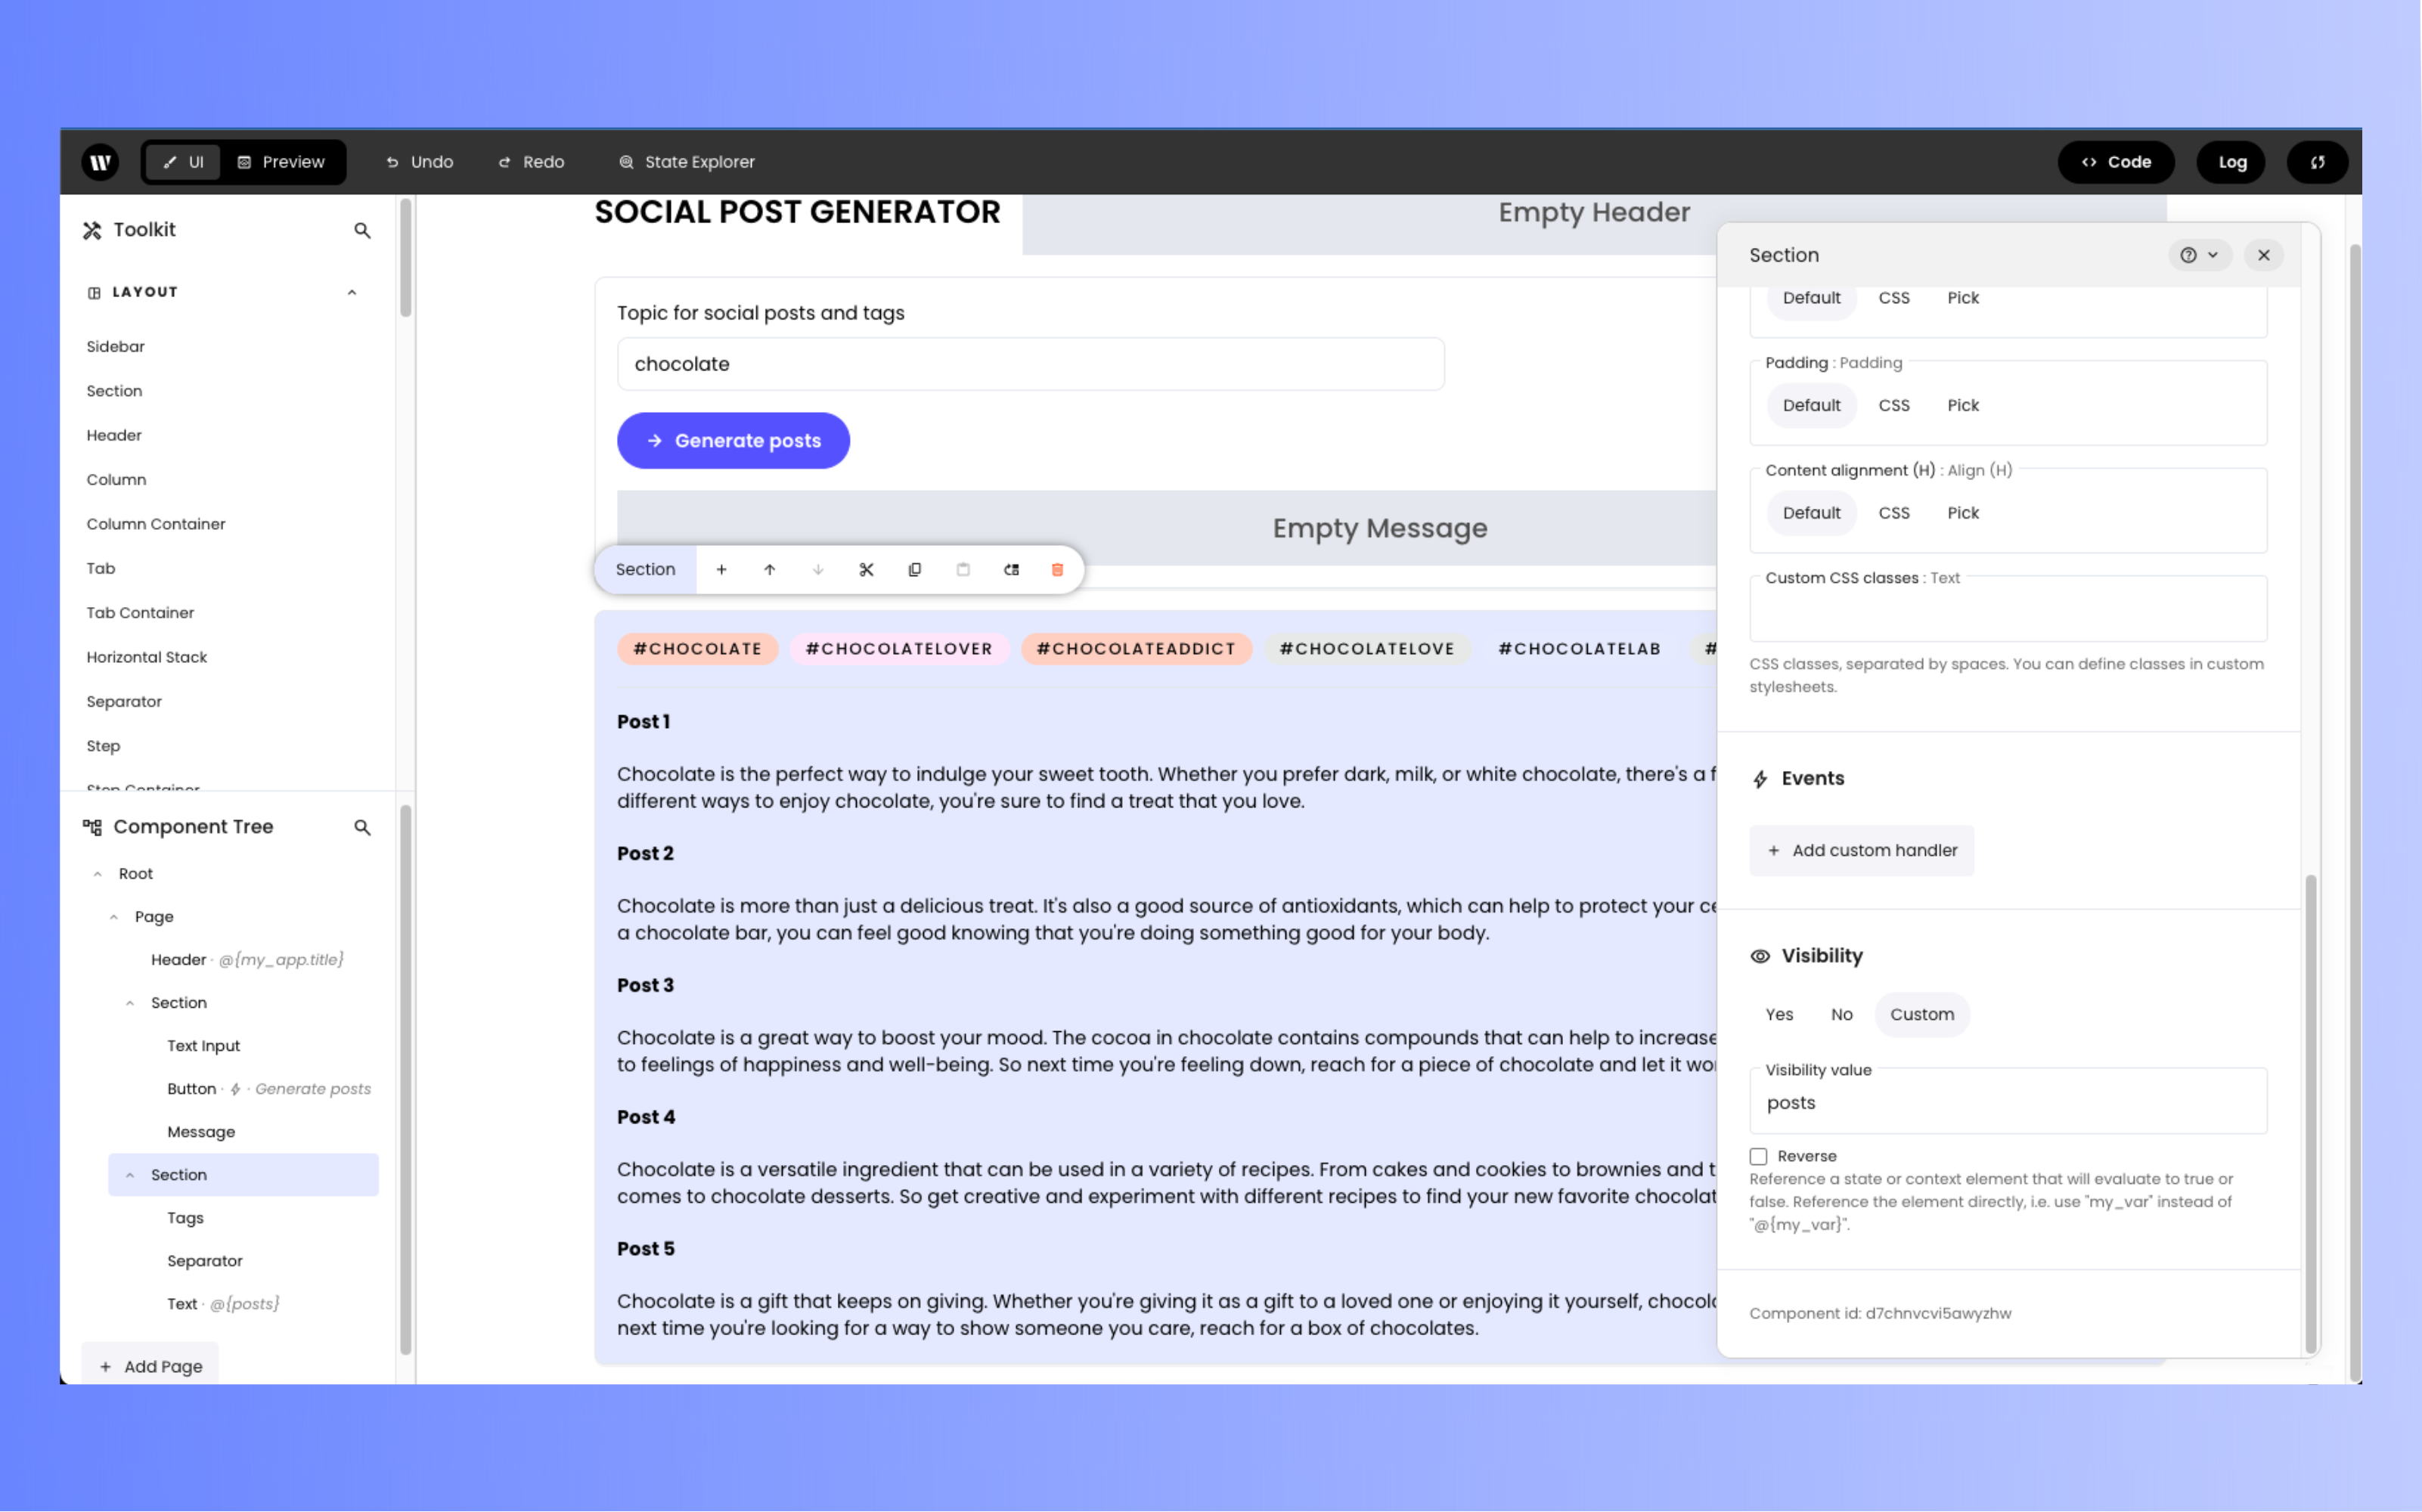 W UI Preview Undo Redo State Explorer Code Log
Toolkit
LAYOUT
Sidebar
Section
Header
Column
Column Container
Tab
Tab Container
Horizontal Stack
Separator
Step
Step Container
Component Tree
Root
Page
Header · @{my_app.title}
Section
Text Input
Button · · Generate posts
Message
Section
Tags
Separator
Text · @{posts}
+ Add Page
SOCIAL POST GENERATOR
Empty Header
Topic for social posts and tags
chocolate
Generate posts
Empty Message
Section
#CHOCOLATE #CHOCOLATELOVER #CHOCOLATEADDICT #CHOCOLATELOVE #CHOCOLATELAB #
Post 1
Chocolate is the perfect way to indulge your sweet tooth. Whether you prefer dark, milk, or white chocolate, there's a f
different ways to enjoy chocolate, you're sure to find a treat that you love.
Post 2
Chocolate is more than just a delicious treat. It's also a good source of antioxidants, which can help to protect your ce
a chocolate bar, you can feel good knowing that you're doing something good for your body.
Post 3
Chocolate is a great way to boost your mood. The cocoa in chocolate contains compounds that can help to increase
to feelings of happiness and well-being. So next time you're feeling down, reach for a piece of chocolate and let it wor
Post 4
Chocolate is a versatile ingredient that can be used in a variety of recipes. From cakes and cookies to brownies and t
comes to chocolate desserts. So get creative and experiment with different recipes to find your new favorite chocolat
Post 5
Chocolate is a gift that keeps on giving. Whether you're giving it as a gift to a loved one or enjoying it yourself, chocolo
next time you're looking for a way to show someone you care, reach for a box of chocolates.
Section
Default CSS Pick
Padding : Padding
Default CSS Pick
Content alignment (H) : Align (H)
Default CSS Pick
Custom CSS classes : Text
CSS classes, separated by spaces. You can define classes in custom
stylesheets.
Events
+ Add custom handler
Visibility
Yes No Custom
Visibility value
posts
Reverse
Reference a state or context element that will evaluate to true or
false. Reference the element directly, i.e. use "my_var" instead of
"@{my_var}".
Component id: d7chnvcvi5awyzhw